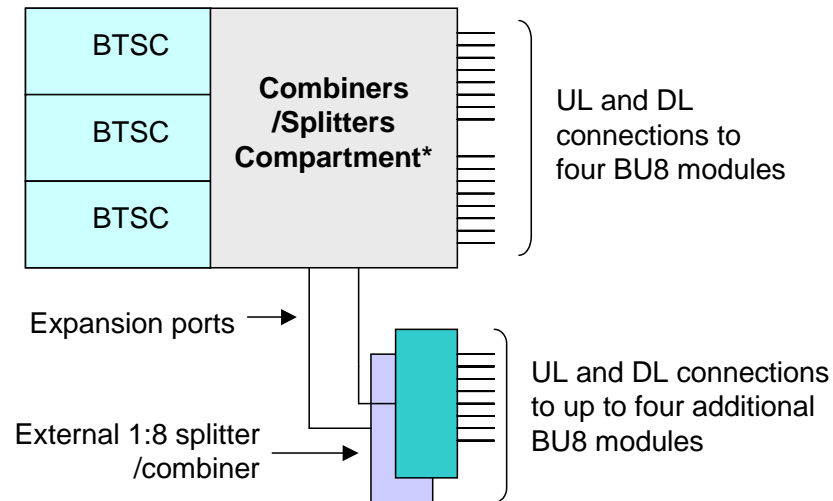 BTSC
BTSC
BTSC
Combiners
/Splitters
Compartment*
UL and DL
connections to
four BU8 modules
Expansion ports
External 1:8 splitter
/combiner
UL and DL connections
to up to four additional
BU8 modules